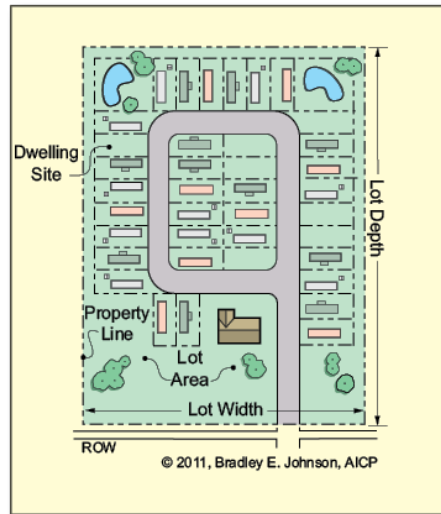 Dwelling
Site
Lot Depth
Property
Line
Lot
Area
Lot Width
ROW
© 2011, Bradley E. Johnson, AICP